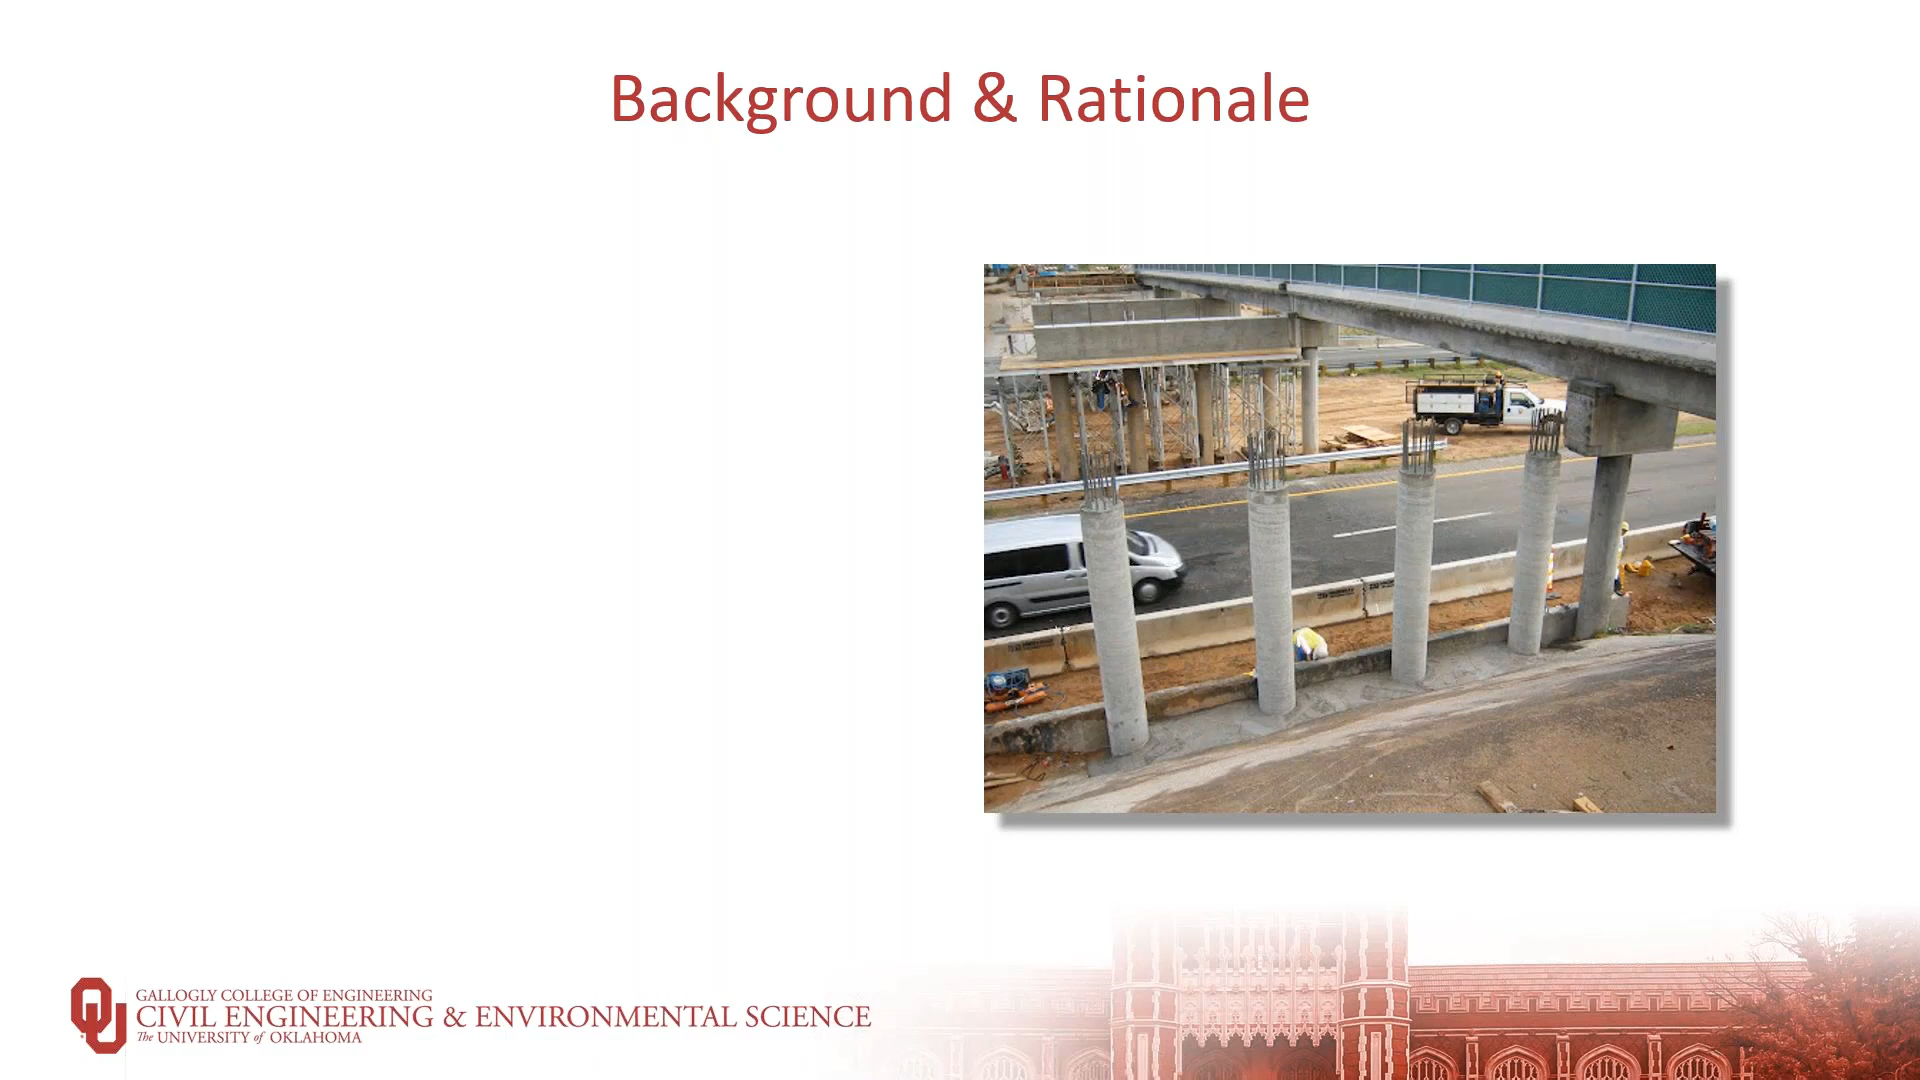 Background & Rationale
GALLOGLY COLLEGE OF ENGINEERING
CIVIL ENGINEERING & ENVIRONMENTAL SCIENCE
The UNIVERSITY of OKLAHOMA